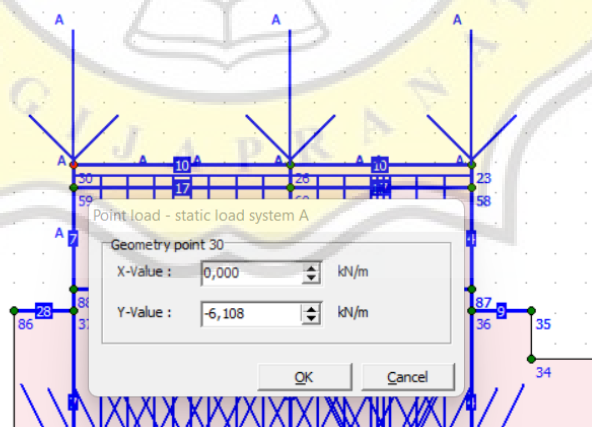 A A A
GIJAPRANATA
A A A A A A
10 10
30 26 23
17
59 58
Point load - static load system A
A 7
Geometry point 30
X-Value : 0,000 kN/m
Y-Value : -6,108 kN/m
88 87
28 9
86 37 36 35
OK Cancel
34